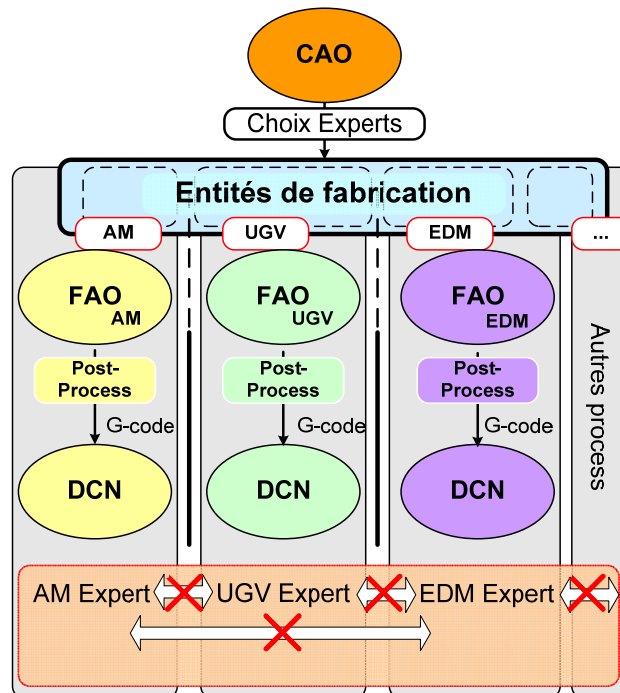 CAO
Choix Experts
Entités de fabrication
AM
UGV
EDM
...
FAO
AM
FAO
UGV
FAO
EDM
Post-
Process
Post-
Process
Post-
Process
G-code
G-code
G-code
DCN
DCN
DCN
Autres process
AM Expert
UGV Expert
EDM Expert